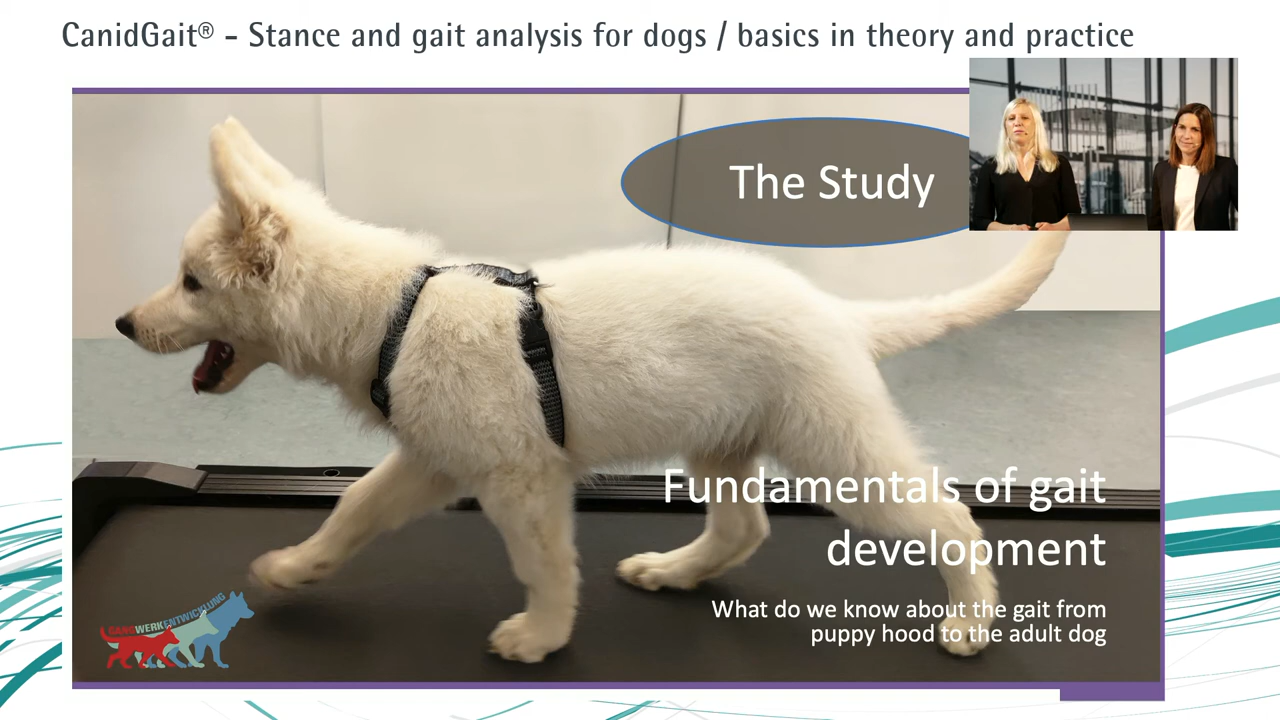 CanidGait® - Stance and gait analysis for dogs / basics in theory and practice
The Study
Fundamentals of gait
development
What do we know about the gait from
puppy hood to the adult dog
GANGWERKENTWICKLUNG